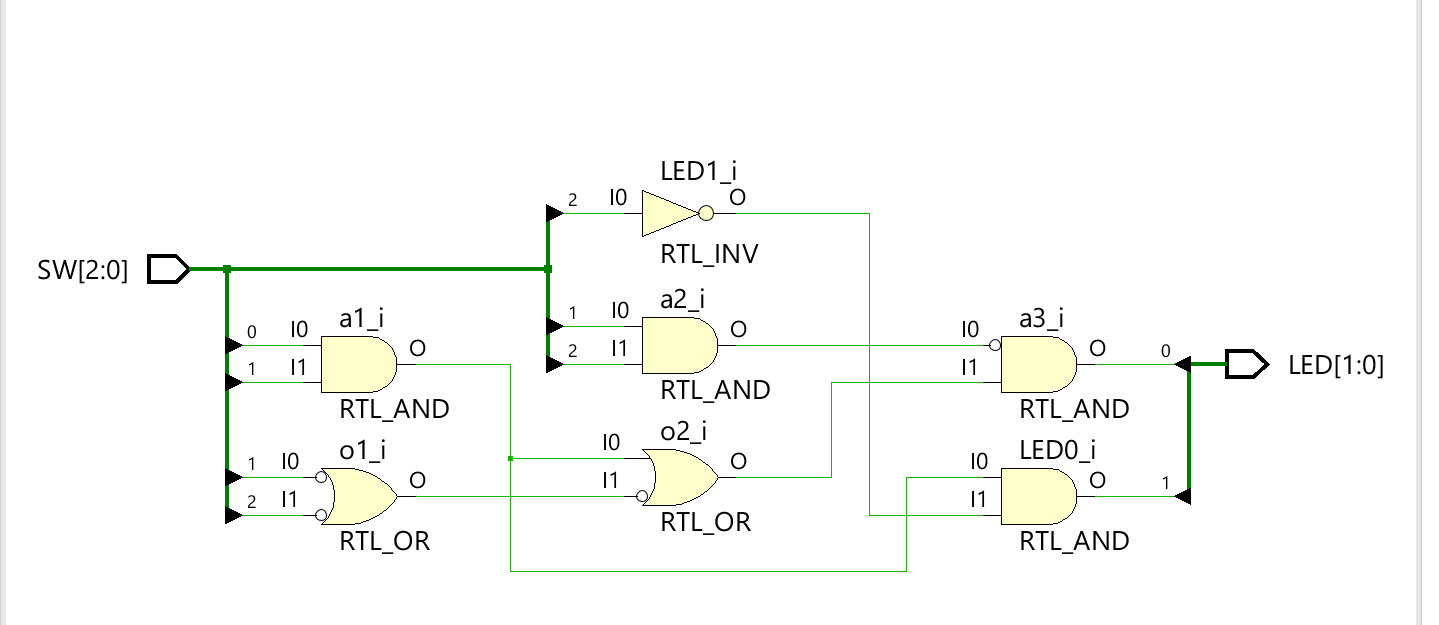 LED1_i
2 I0 O
RTL_INV
SW[2:0]
a2_i
1 I0 O
2 I1
RTL_AND
a1_i
0 I0 O
1 I1
RTL_AND
a3_i
I0 O 0
I1
RTL_AND
LED[1:0]
o1_i
1 I0 O
2 I1
RTL_OR
o2_i
I0 O
I1
RTL_OR
LED0_i
I0 O 1
I1
RTL_AND